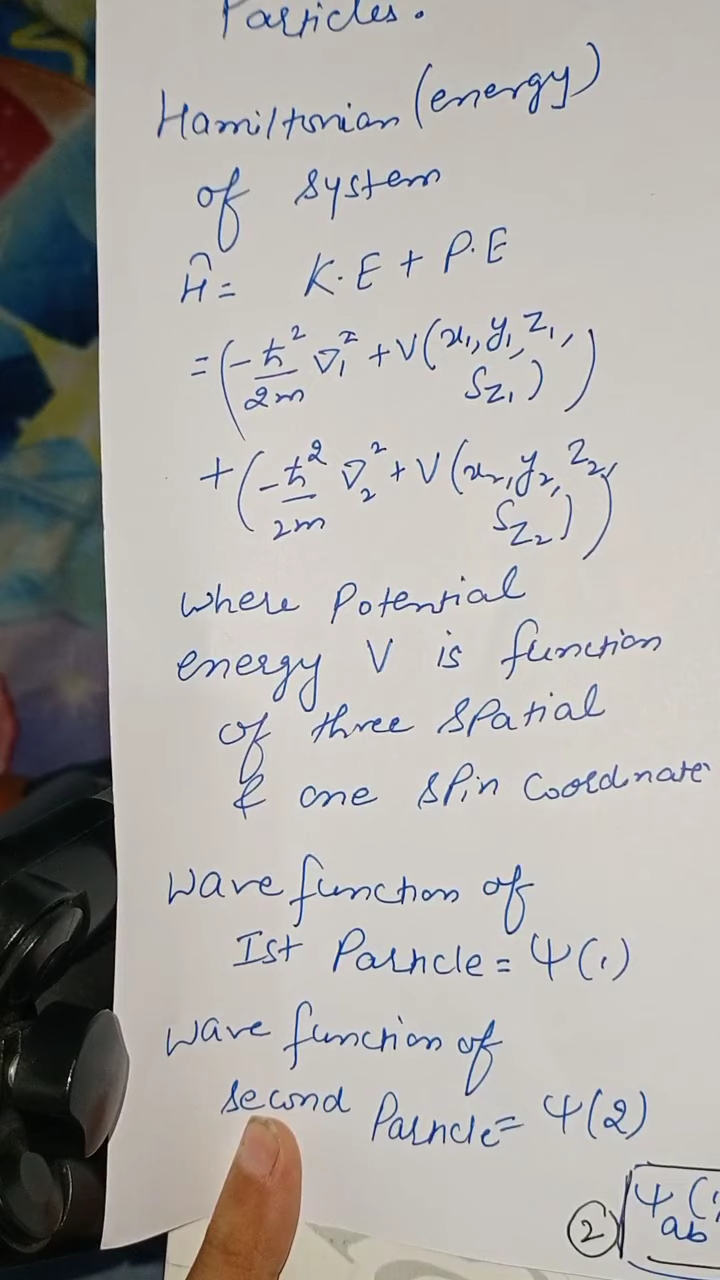 Particles.
Hamiltonian (energy)
of system
Ĥ = K.E + P.E
= (-ħ²/2m ∇₁² + V(x₁, y₁, z₁, Sz₁))
+ (-ħ²/2m ∇₂² + V(x₂, y₂, z₂, Sz₂))
where Potential
energy V is function
of three spatial
& one spin coordinate
Wave function of
Ist Particle = Ψ(1)
Wave function of
second Particle = Ψ(2)
② Ψab (1